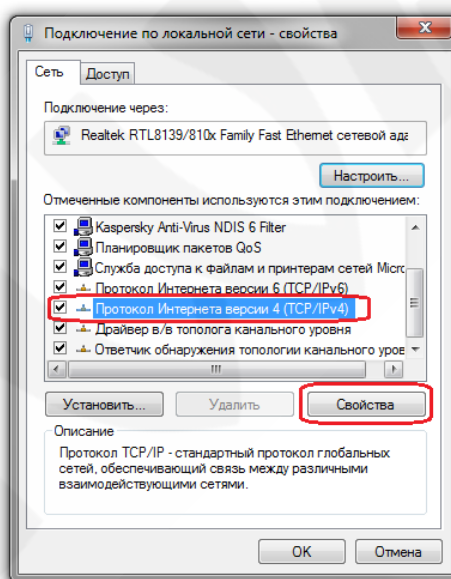 Подключение по локальной сети - свойства
Сеть Доступ
Подключение через:
Realtek RTL8139/810x Family Fast Ethernet сетевой ада
Настроить...
Отмеченные компоненты используются этим подключением:
Kaspersky Anti-Virus NDIS 6 Filter
Планировщик пакетов QoS
Служба доступа к файлам и принтерам сетей Micro
Протокол Интернета версии 6 (TCP/IPv6)
Протокол Интернета версии 4 (TCP/IPv4)
Драйвер в/в тополога канального уровня
Ответчик обнаружения топологии канального уров
Установить... Удалить Свойства
Описание
Протокол TCP/IP - стандартный протокол глобальных
сетей, обеспечивающий связь между различными
взаимодействующими сетями.
OK Отмена